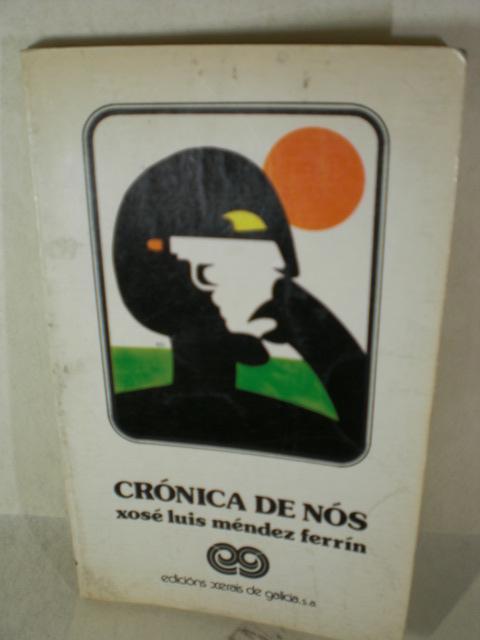 CRÓNICA DE NÓS
xosé luis méndez ferrín
edicións xerais de galicia, s.a.